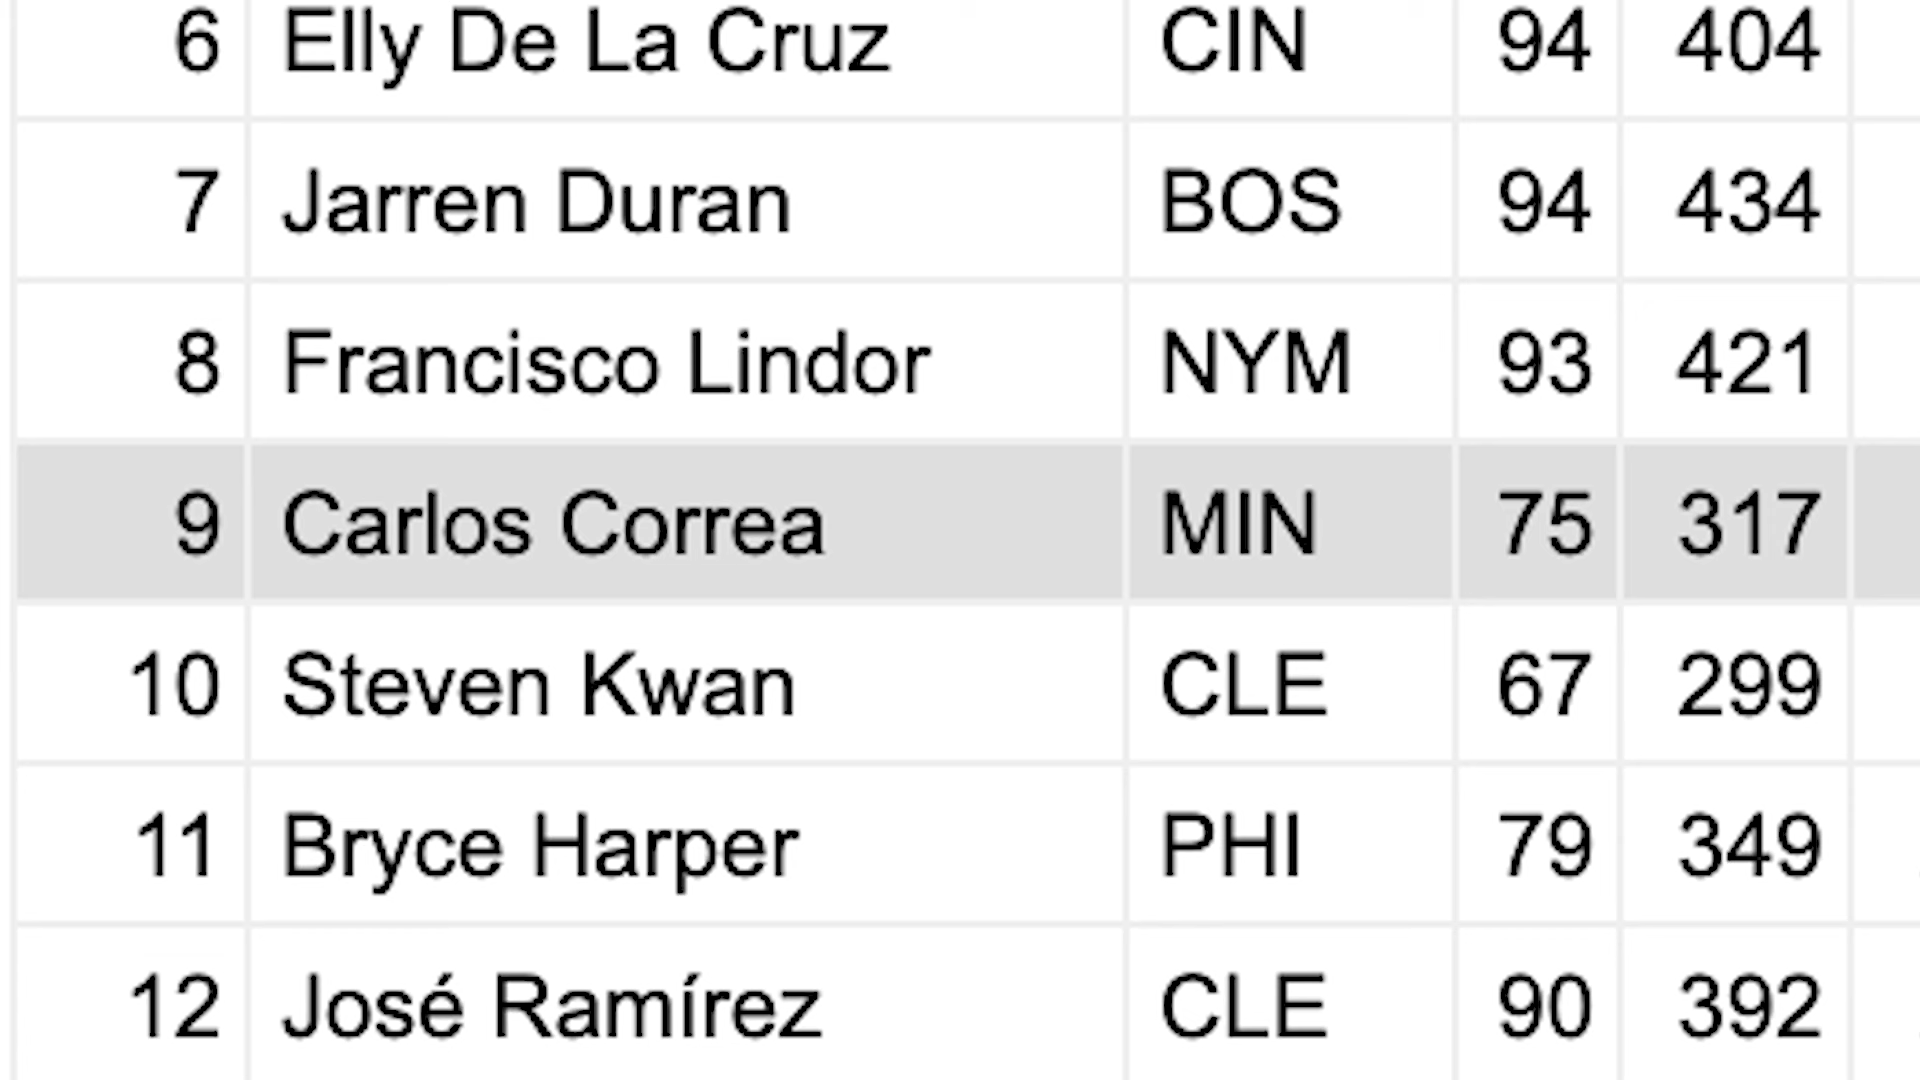 6 Elly De La Cruz CIN 94 404
7 Jarren Duran BOS 94 434
8 Francisco Lindor NYM 93 421
9 Carlos Correa MIN 75 317
10 Steven Kwan CLE 67 299
11 Bryce Harper PHI 79 349
12 José Ramírez CLE 90 392